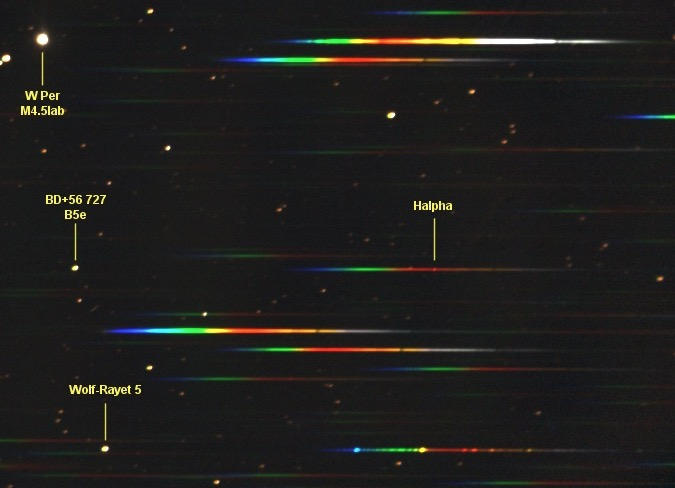 W Per
M4.5Iab
BD+56 727
B5e
Halpha
Wolf-Rayet 5